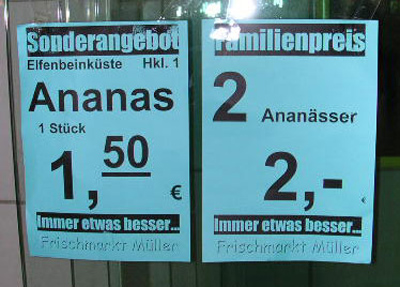 Sonderangebot
Elfenbeinküste Hkl. 1
Ananas
1 Stück
1,50 €
Immer etwas besser...
Frischmarkt Müller
Familienpreis
2 Ananässer
2,- €
Immer etwas besser...
Frischmarkt Müller